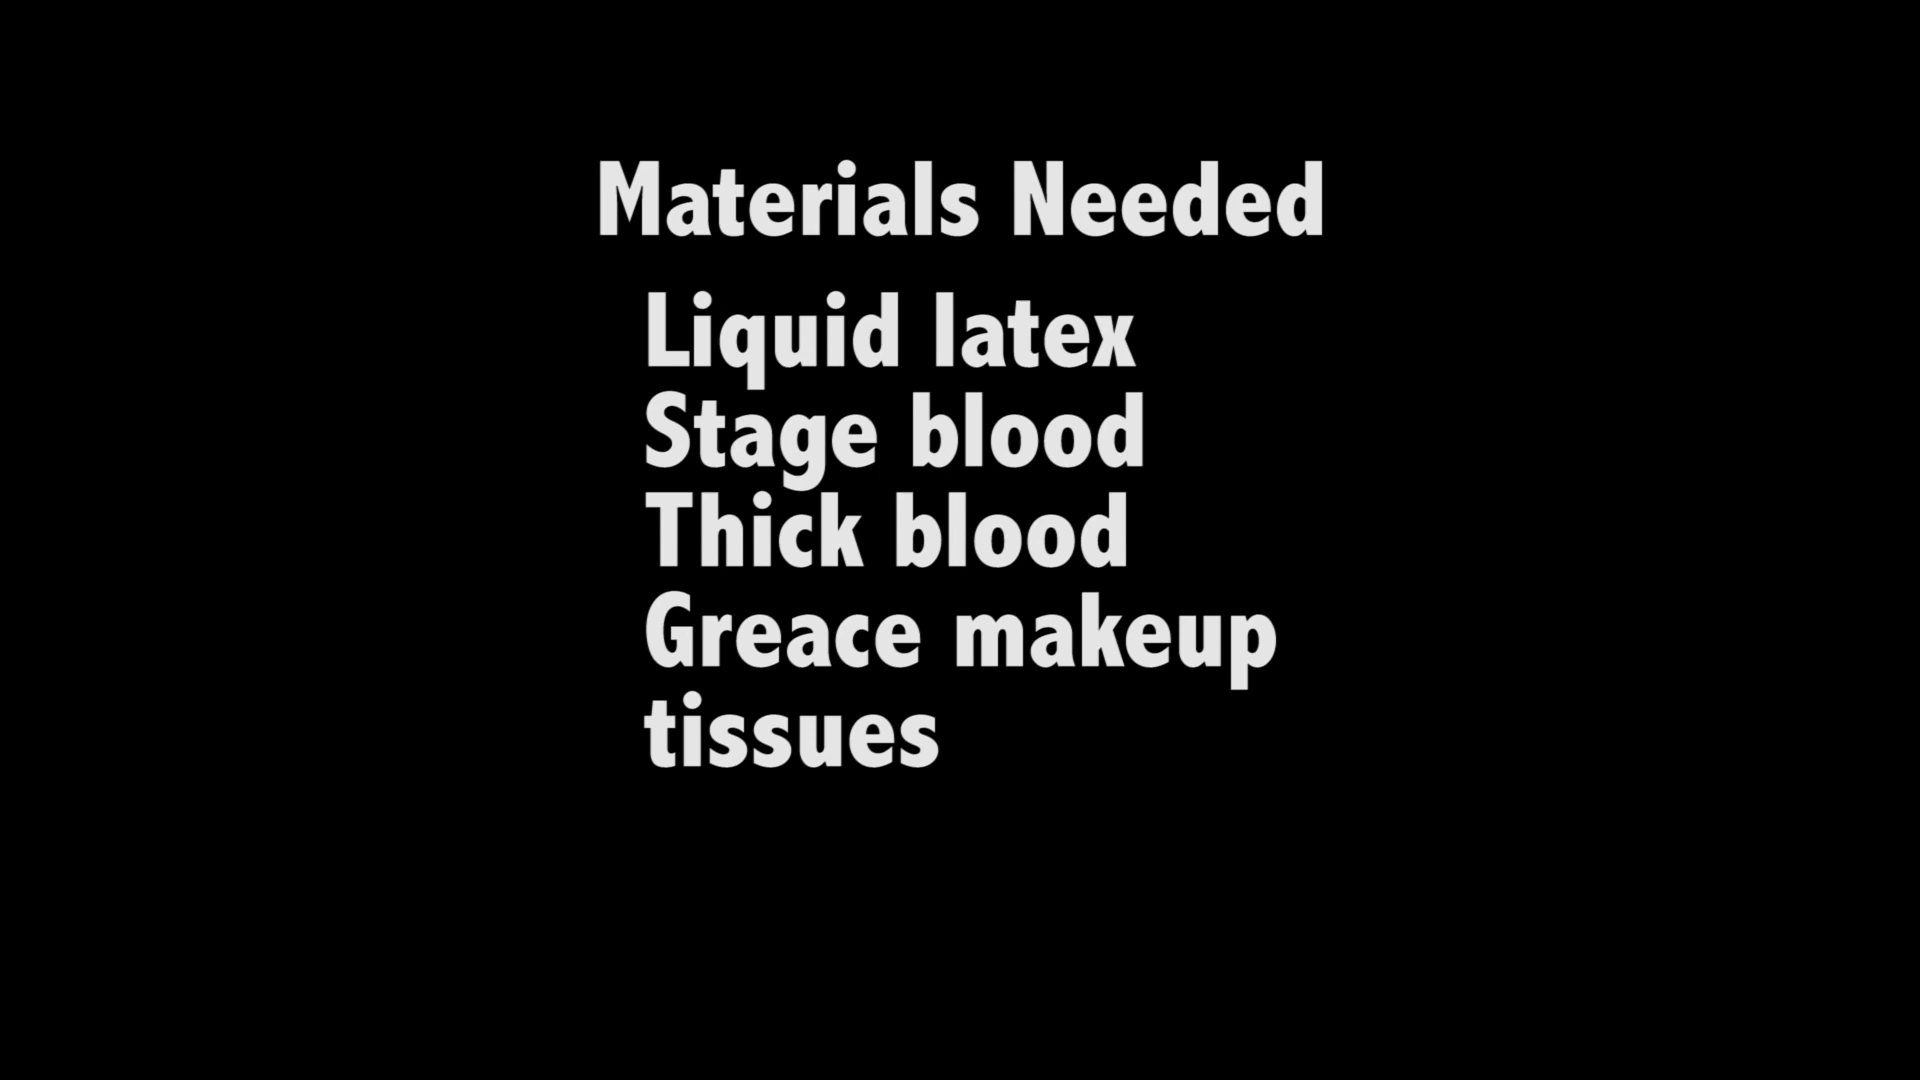 Materials Needed
Liquid latex
Stage blood
Thick blood
Greace makeup
tissues